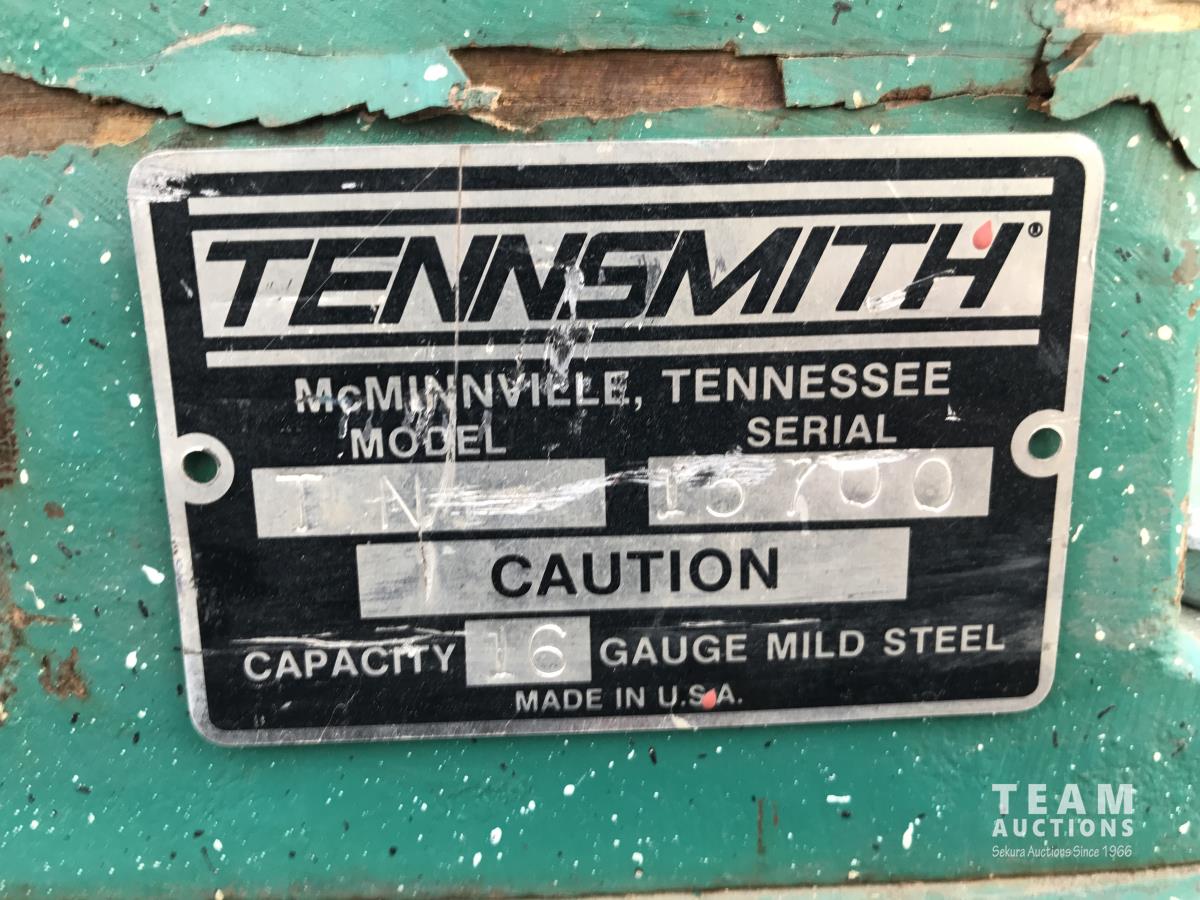 TENNSMITH®
McMINNVILLE, TENNESSEE
MODEL SERIAL
T N 15700
CAUTION
CAPACITY 16 GAUGE MILD STEEL
MADE IN U.S.A.
TEAM
AUCTIONS
Sekura Auctions Since 1966